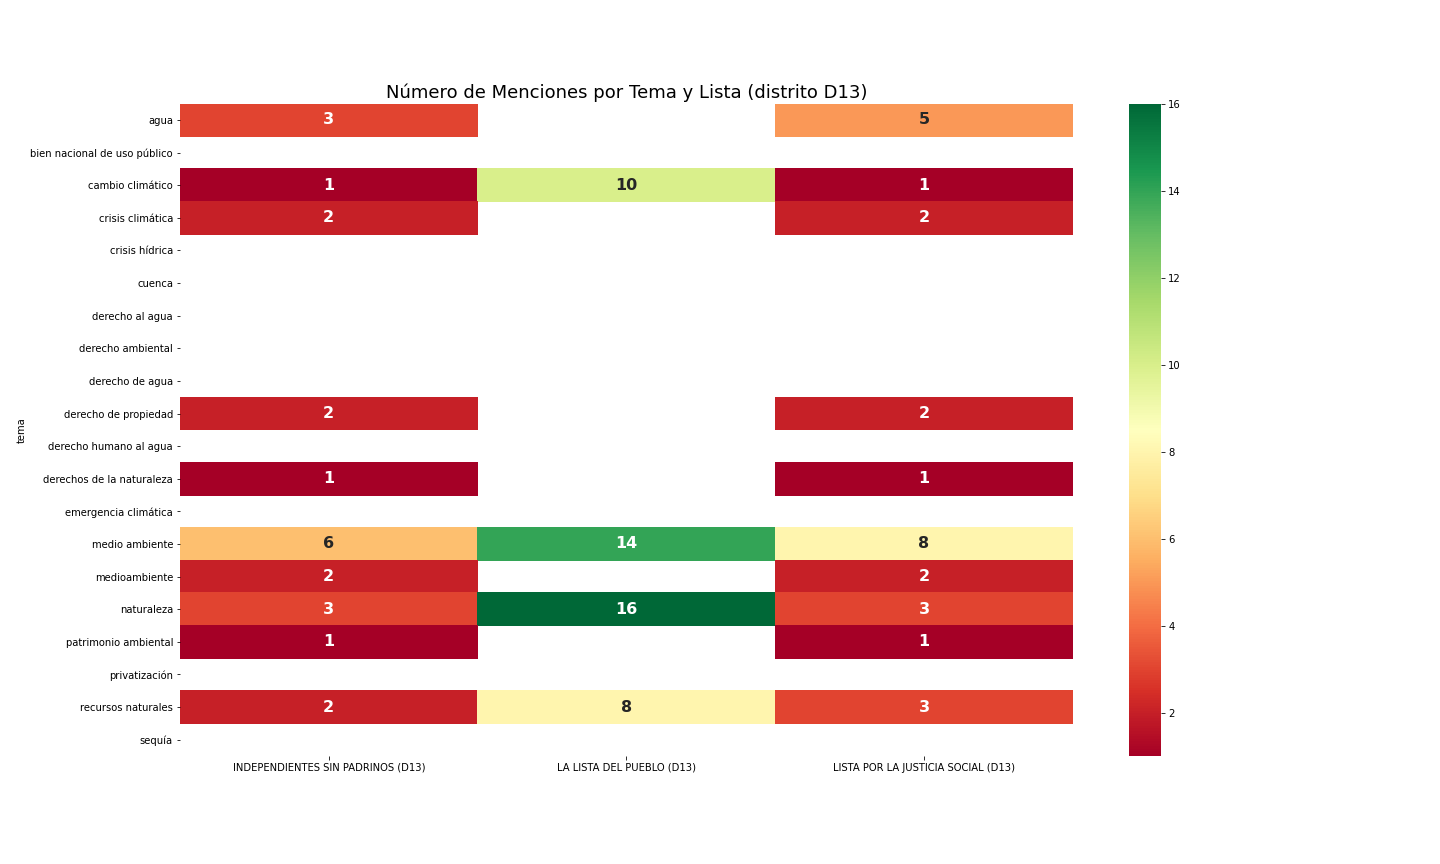 Número de Menciones por Tema y Lista (distrito D13)
agua 3 5
bien nacional de uso público
cambio climático 1 10 1
crisis climática 2 2
crisis hídrica
cuenca
derecho al agua
derecho ambiental
derecho de agua
derecho de propiedad 2 2
derecho humano al agua
derechos de la naturaleza 1 1
emergencia climática
medio ambiente 6 14 8
medioambiente 2 2
naturaleza 3 16 3
patrimonio ambiental 1 1
privatización
recursos naturales 2 8 3
sequía
tema
INDEPENDIENTES SIN PADRINOS (D13) LA LISTA DEL PUEBLO (D13) LISTA POR LA JUSTICIA SOCIAL (D13)
16
14
12
10
8
6
4
2